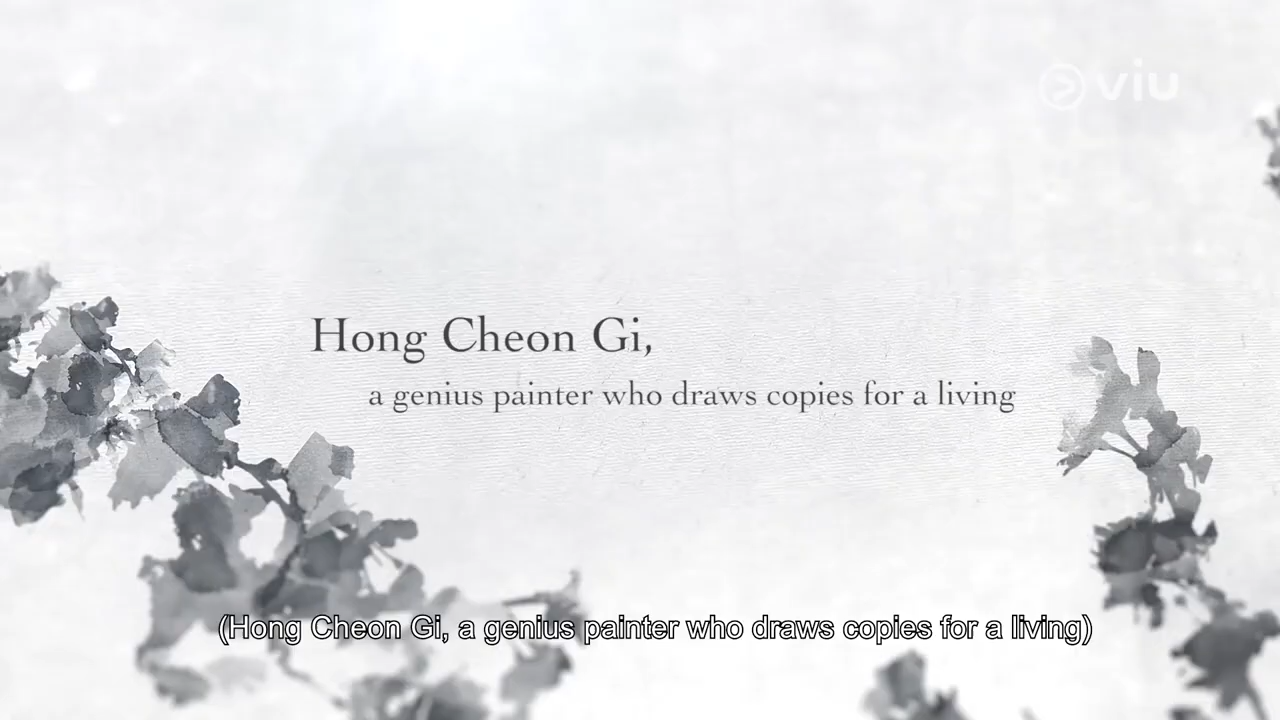 viu
Hong Cheon Gi,
a genius painter who draws copies for a living
(Hong Cheon Gi, a genius painter who draws copies for a living)